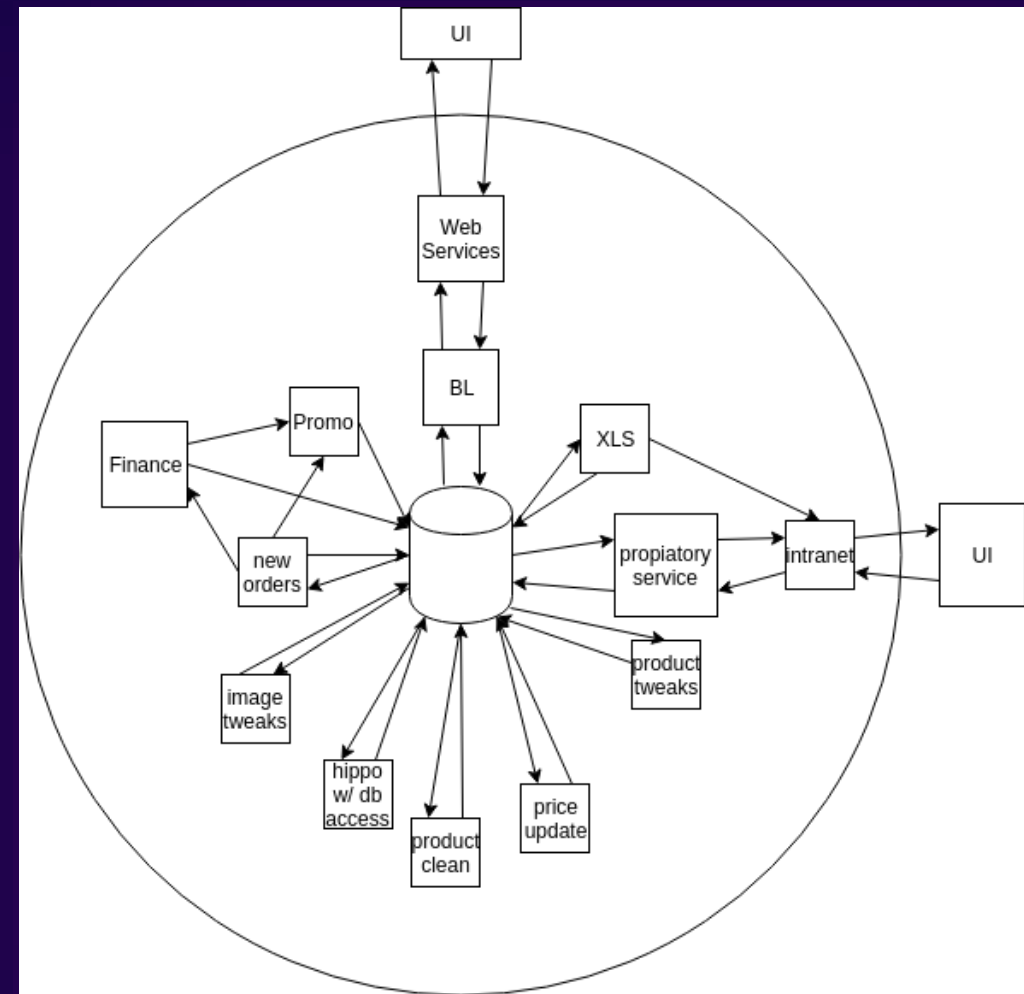 UI
Web
Services
BL
Promo
XLS
Finance
new
orders
propiatory
service
intranet
UI
product
tweaks
image
tweaks
hippo
w/ db
access
price
update
product
clean